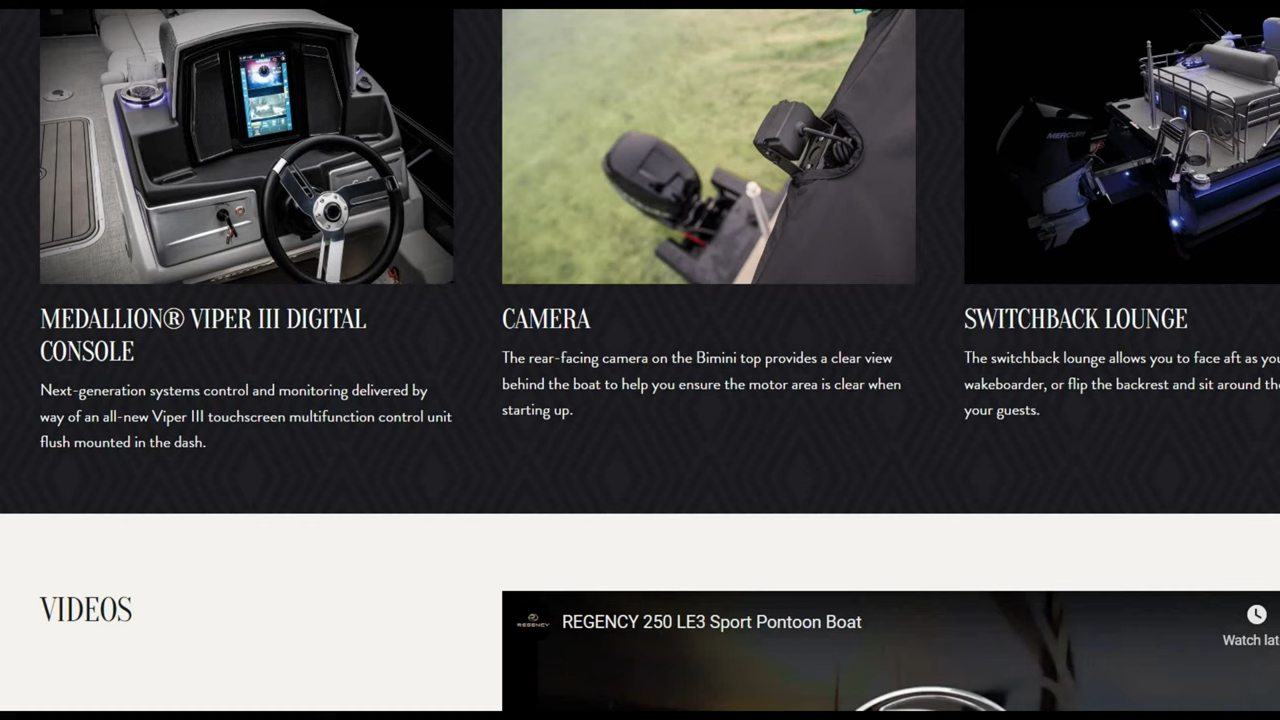 MERCURY
MEDALLION® VIPER III DIGITAL
CONSOLE
Next-generation systems control and monitoring delivered by
way of an all-new Viper III touchscreen multifunction control unit
flush mounted in the dash.
CAMERA
The rear-facing camera on the Bimini top provides a clear view
behind the boat to help you ensure the motor area is clear when
starting up.
SWITCHBACK LOUNGE
The switchback lounge allows you to face aft as you
wakeboarder, or flip the backrest and sit around the
your guests.
VIDEOS
REGENCY
REGENCY 250 LE3 Sport Pontoon Boat
Watch lat